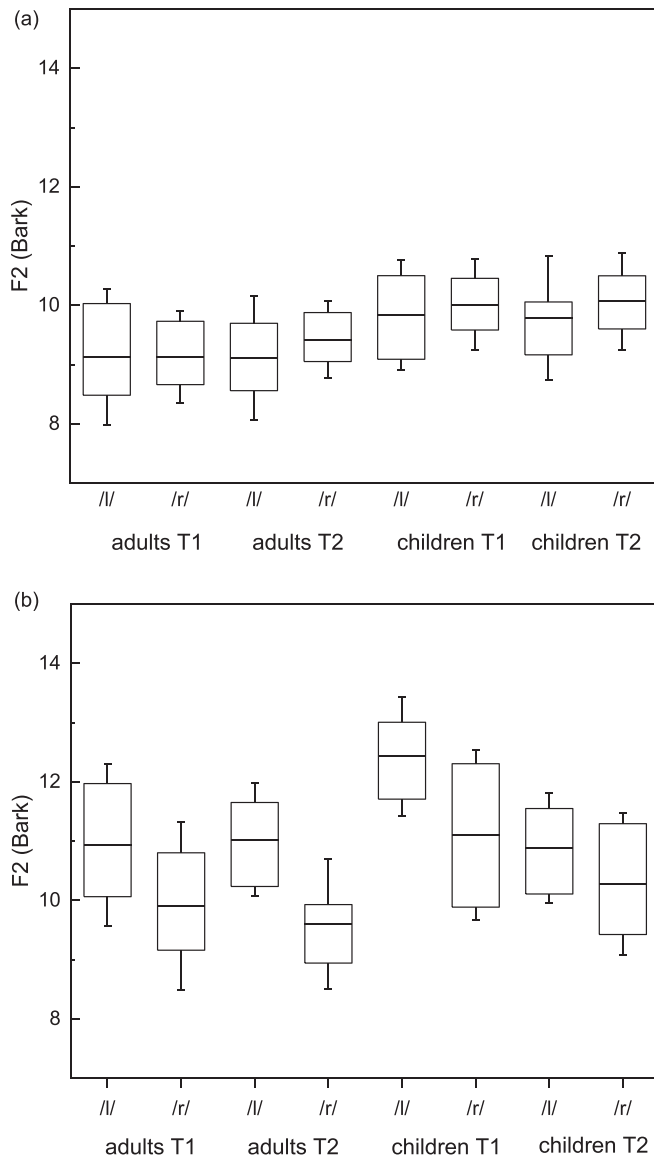 (a)
14
12
10
8
F2 (Bark)
/l/ /r/ /l/ /r/ /l/ /r/ /l/ /r/
adults T1 adults T2 children T1 children T2
(b)
14
12
10
8
F2 (Bark)
/l/ /r/ /l/ /r/ /l/ /r/ /l/ /r/
adults T1 adults T2 children T1 children T2